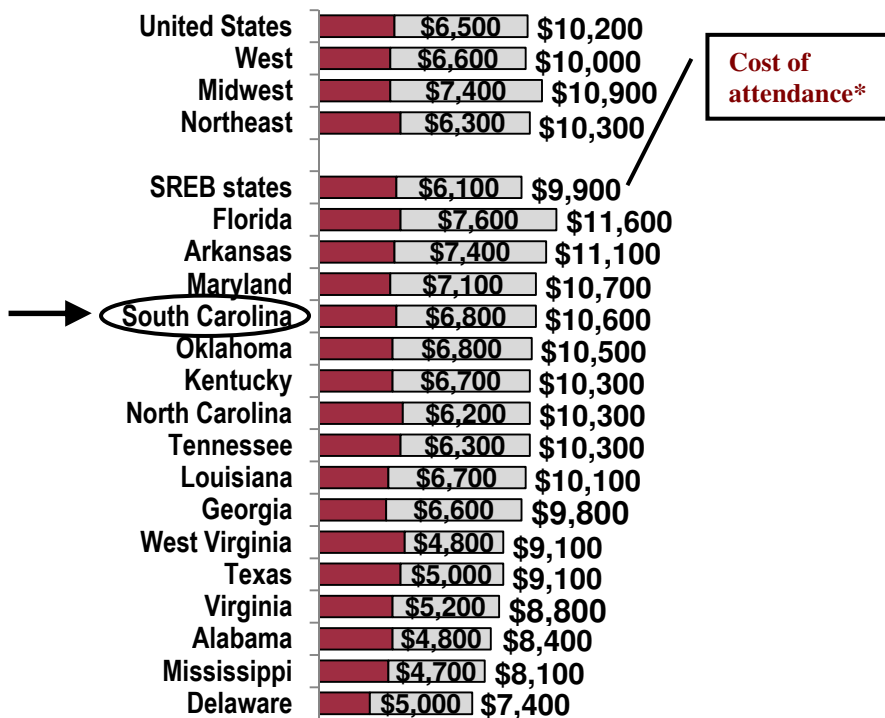 United States $6,500 $10,200
West $6,600 $10,000
Cost of
attendance*
Midwest $7,400 $10,900
Northeast $6,300 $10,300
SREB states $6,100 $9,900
Florida $7,600 $11,600
Arkansas $7,400 $11,100
Maryland $7,100 $10,700
South Carolina $6,800 $10,600
Oklahoma $6,800 $10,500
Kentucky $6,700 $10,300
North Carolina $6,200 $10,300
Tennessee $6,300 $10,300
Louisiana $6,700 $10,100
Georgia $6,600 $9,800
West Virginia $4,800 $9,100
Texas $5,000 $9,100
Virginia $5,200 $8,800
Alabama $4,800 $8,400
Mississippi $4,700 $8,100
Delaware $5,000 $7,400